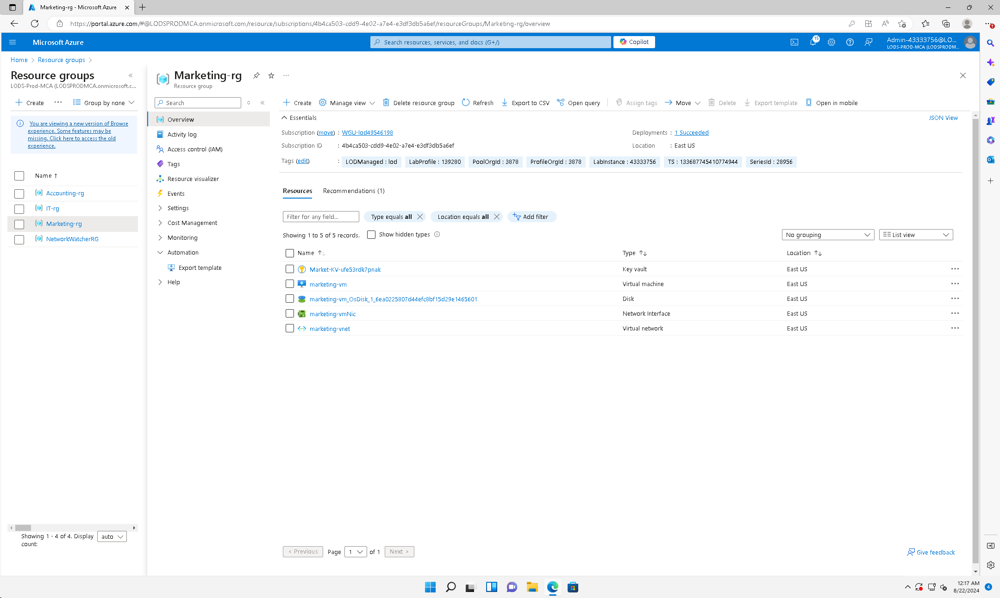 Marketing-rg - Microsoft Azure
https://portal.azure.com/#@LODSPRODMCA.onmicrosoft.com/resource/subscriptions/4b4ca503-cdd9-4e02-a7e4-e3df3db5a6ef/resourceGroups/Marketing-rg/overview
Microsoft Azure
Search resources, services, and docs (G+/)
Copilot
15
Admin-43333756@LO...
LODS-PROD-MCA (LODSPRODM...
Home > Resource groups >
Resource groups
LODS-Prod-MCA (LODSPRODMCA.onmicrosoft.c...
Create
Group by none
You are viewing a new version of Browse
experience. Some features may be
missing. Click here to access the old
experience.
Name ↑
Accounting-rg
IT-rg
Marketing-rg
NetworkWatcherRG
Showing 1 - 4 of 4. Display
count:
auto
Marketing-rg
Resource group
Search
Overview
Activity log
Access control (IAM)
Tags
Resource visualizer
Events
Settings
Cost Management
Monitoring
Automation
Export template
Help
Create
Manage view
Delete resource group
Refresh
Export to CSV
Open query
Assign tags
Move
Delete
Export template
Open in mobile
Essentials
JSON View
Subscription (move) : WGU-lod49546198
Deployments : 1 Succeeded
Subscription ID : 4b4ca503-cdd9-4e02-a7e4-e3df3db5a6ef
Location : East US
Tags (edit) : LODManaged : lod LabProfile : 139280 PoolOrgId : 3878 ProfileOrgId : 3878 LabInstance : 43333756 TS : 133687745410774944 SeriesId : 28956
Resources
Recommendations (1)
Filter for any field...
Type equals all
Location equals all
Add filter
Showing 1 to 5 of 5 records.
Show hidden types
No grouping
List view
Name ↑↓ Type ↑↓ Location ↑↓
Market-KV-ufe53rdk7pnak Key vault East US
marketing-vm Virtual machine East US
marketing-vm_OsDisk_1_6ea0225807d44efc8bf15d29e1465601 Disk East US
marketing-vmNic Network Interface East US
marketing-vnet Virtual network East US
< Previous
Page 1 of 1
Next >
Give feedback
12:17 AM
8/22/2024
4